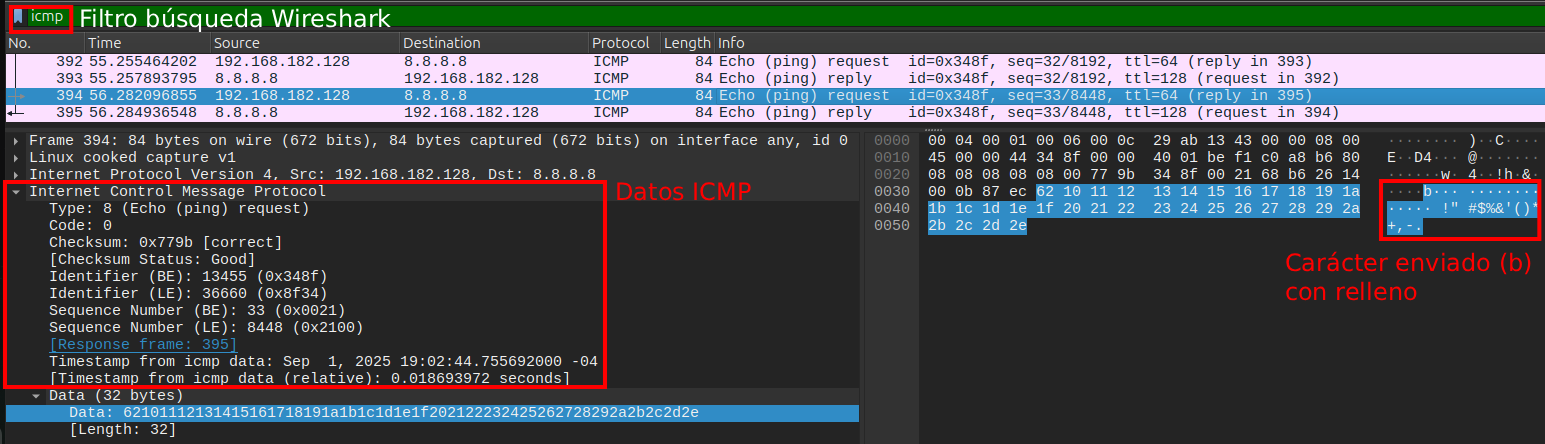 icmp Filtro búsqueda Wireshark
No. Time Source Destination Protocol Length Info
392 55.255464202 192.168.182.128 8.8.8.8 ICMP 84 Echo (ping) request id=0x348f, seq=32/8192, ttl=64 (reply in 393)
393 55.257893795 8.8.8.8 192.168.182.128 ICMP 84 Echo (ping) reply id=0x348f, seq=32/8192, ttl=128 (request in 392)
394 56.282096855 192.168.182.128 8.8.8.8 ICMP 84 Echo (ping) request id=0x348f, seq=33/8448, ttl=64 (reply in 395)
395 56.284936548 8.8.8.8 192.168.182.128 ICMP 84 Echo (ping) reply id=0x348f, seq=33/8448, ttl=128 (request in 394)
Frame 394: 84 bytes on wire (672 bits), 84 bytes captured (672 bits) on interface any, id 0
Linux cooked capture v1
Internet Protocol Version 4, Src: 192.168.182.128, Dst: 8.8.8.8
Internet Control Message Protocol
Datos ICMP
Type: 8 (Echo (ping) request)
Code: 0
Checksum: 0x779b [correct]
[Checksum Status: Good]
Identifier (BE): 13455 (0x348f)
Identifier (LE): 36660 (0x8f34)
Sequence Number (BE): 33 (0x0021)
Sequence Number (LE): 8448 (0x2100)
[Response frame: 395]
Timestamp from icmp data: Sep 1, 2025 19:02:44.755692000 -04
[Timestamp from icmp data (relative): 0.018693972 seconds]
Data (32 bytes)
Data: 62101112131415161718191a1b1c1d1e1f202122232425262728292a2b2c2d2e
[Length: 32]
0000 00 04 00 01 00 06 00 0c 29 ab 13 43 00 00 08 00 ········ )··C····
0010 45 00 00 44 34 8f 00 00 40 01 be f1 c0 a8 b6 80 E··D4··· @·······
0020 08 08 08 08 08 00 77 9b 34 8f 00 21 68 b6 26 14 ······w· 4··!h·&·
0030 00 0b 87 ec 62 10 11 12 13 14 15 16 17 18 19 1a ····b··· ········
0040 1b 1c 1d 1e 1f 20 21 22 23 24 25 26 27 28 29 2a ····· !" #$%&'()*
0050 2b 2c 2d 2e +,-.
Carácter enviado (b)
con relleno